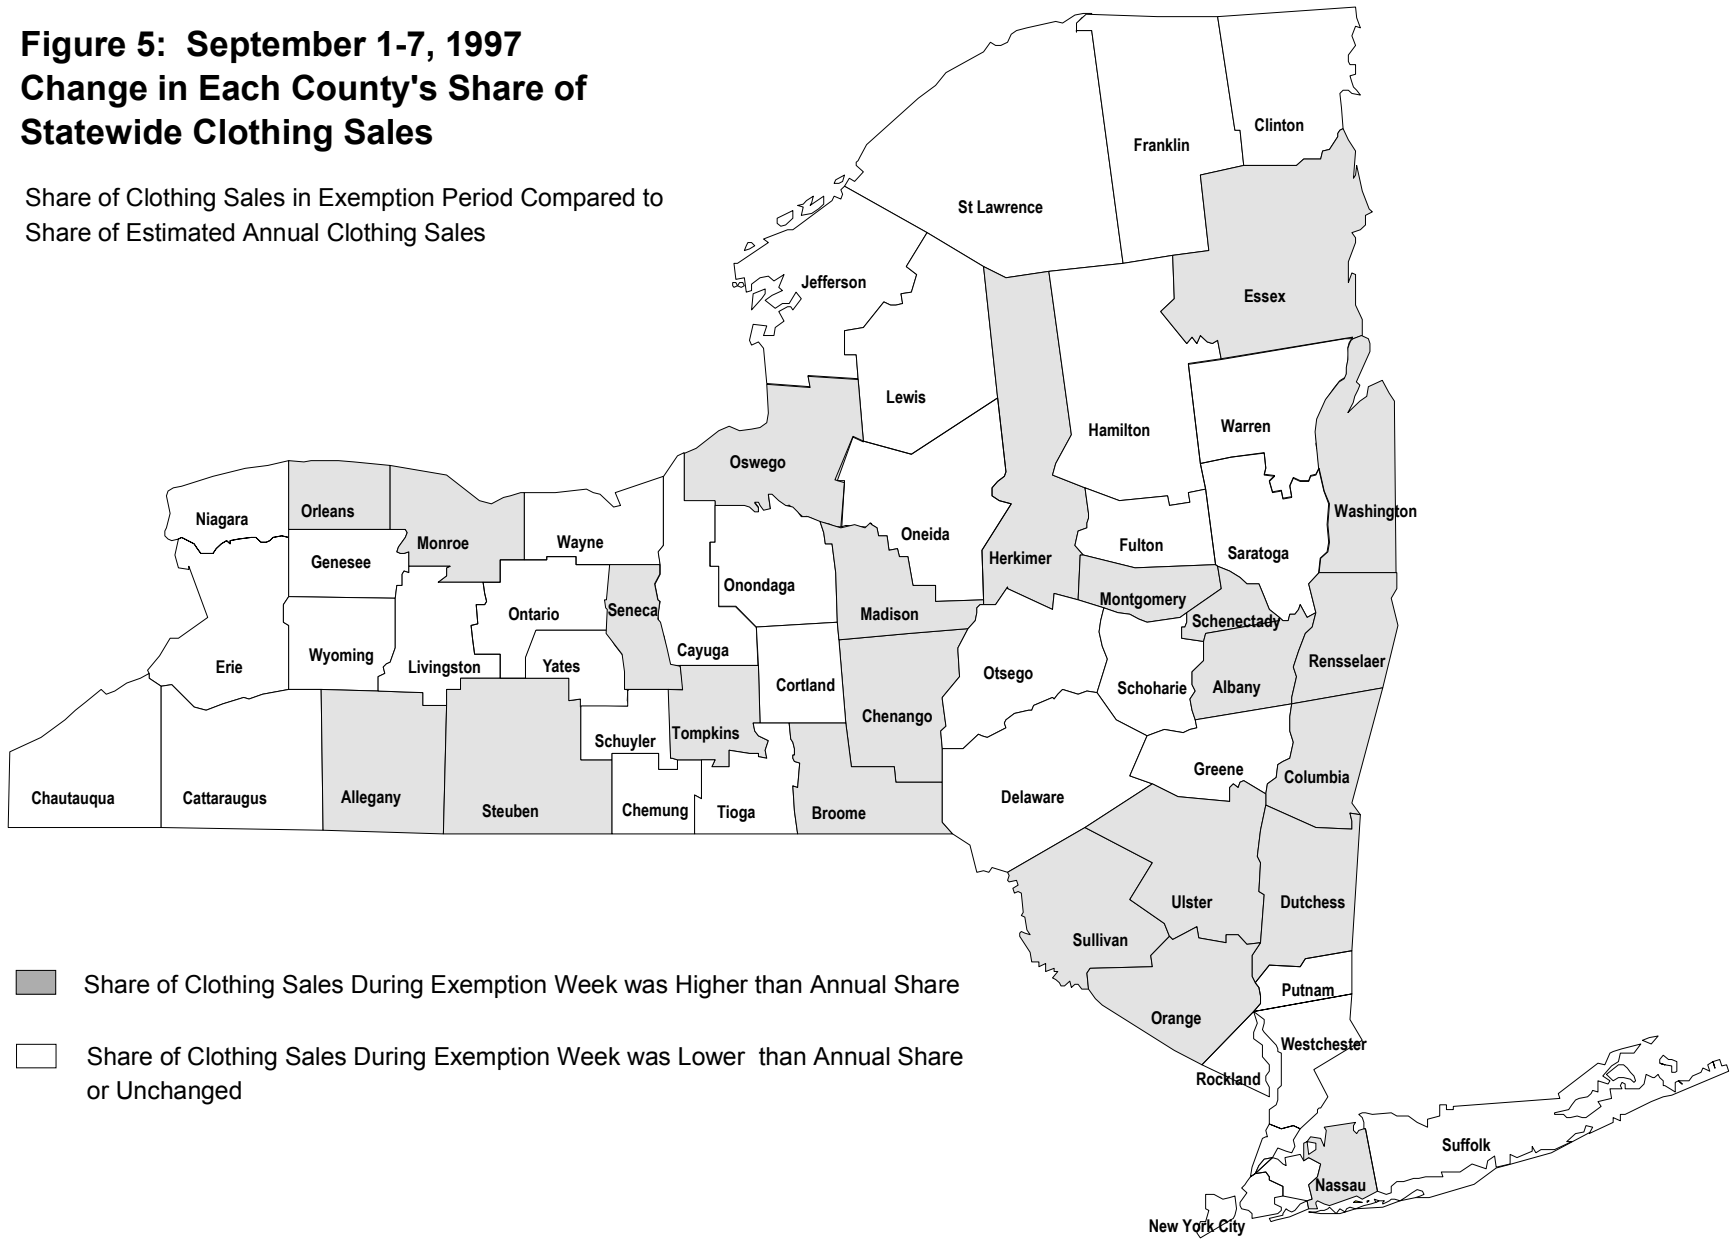 Figure 5:  September 1-7, 1997
Change in Each County's Share of
Statewide Clothing Sales
Share of Clothing Sales in Exemption Period Compared to
Share of Estimated Annual Clothing Sales
Clinton
Franklin
St Lawrence
Jefferson
Essex
Lewis
Hamilton
Warren
Oswego
Orleans
Niagara
Washington
Oneida
Monroe
Wayne
Fulton
Saratoga
Herkimer
Genesee
Onondaga
Montgomery
Seneca
Ontario
Madison
Schenectady
Cayuga
Wyoming
Rensselaer
Erie
Livingston
Yates
Otsego
Cortland
Schoharie
Albany
Chenango
Tompkins
Schuyler
Greene
Columbia
Chautauqua
Cattaraugus
Allegany
Delaware
Steuben
Chemung
Tioga
Broome
Ulster
Dutchess
Sullivan
Share of Clothing Sales During Exemption Week was Higher than Annual Share
Putnam
Orange
Westchester
Share of Clothing Sales During Exemption Week was Lower  than Annual Share
or Unchanged
Rockland
Suffolk
Nassau
New York City